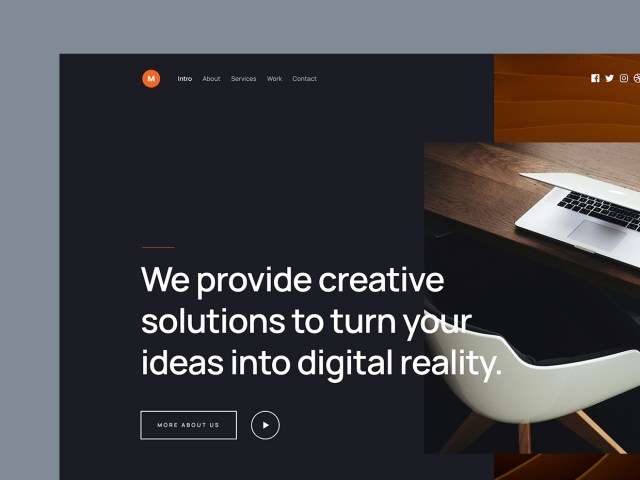 M
Intro About Services Work Contact
We provide creative
solutions to turn your
ideas into digital reality.
MORE ABOUT US